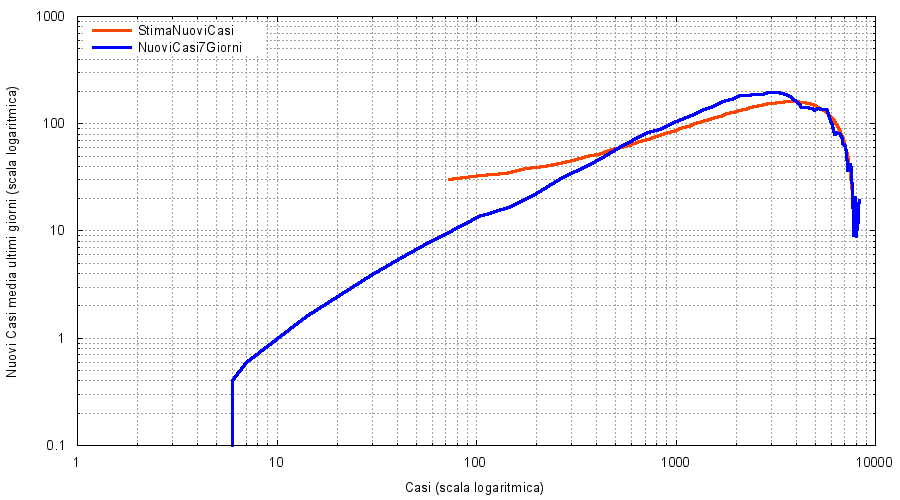 1000
StimaNuoviCasi
NuoviCasi7Giorni
100
10
1
0.1
Nuovi Casi media ultimi giorni (scala logaritmica)
1 10 100 1000 10000
Casi (scala logaritmica)